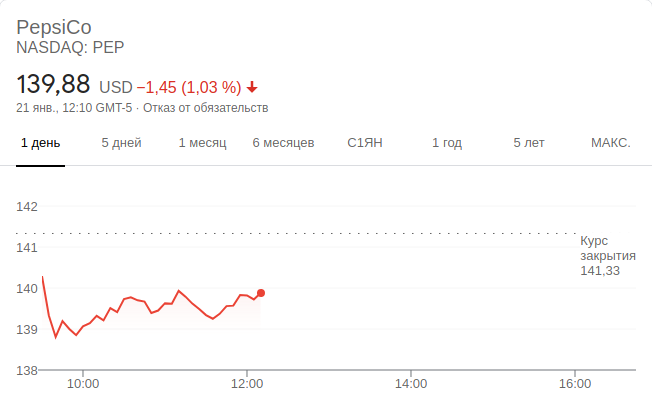 PepsiCo
NASDAQ: PEP
139,88 USD −1,45 (1,03 %)
21 янв., 12:10 GMT-5 · Отказ от обязательств
1 день 5 дней 1 месяц 6 месяцев С1ЯН 1 год 5 лет МАКС.
142
141
140
139
138
Курс
закрытия
141,33
10:00 12:00 14:00 16:00